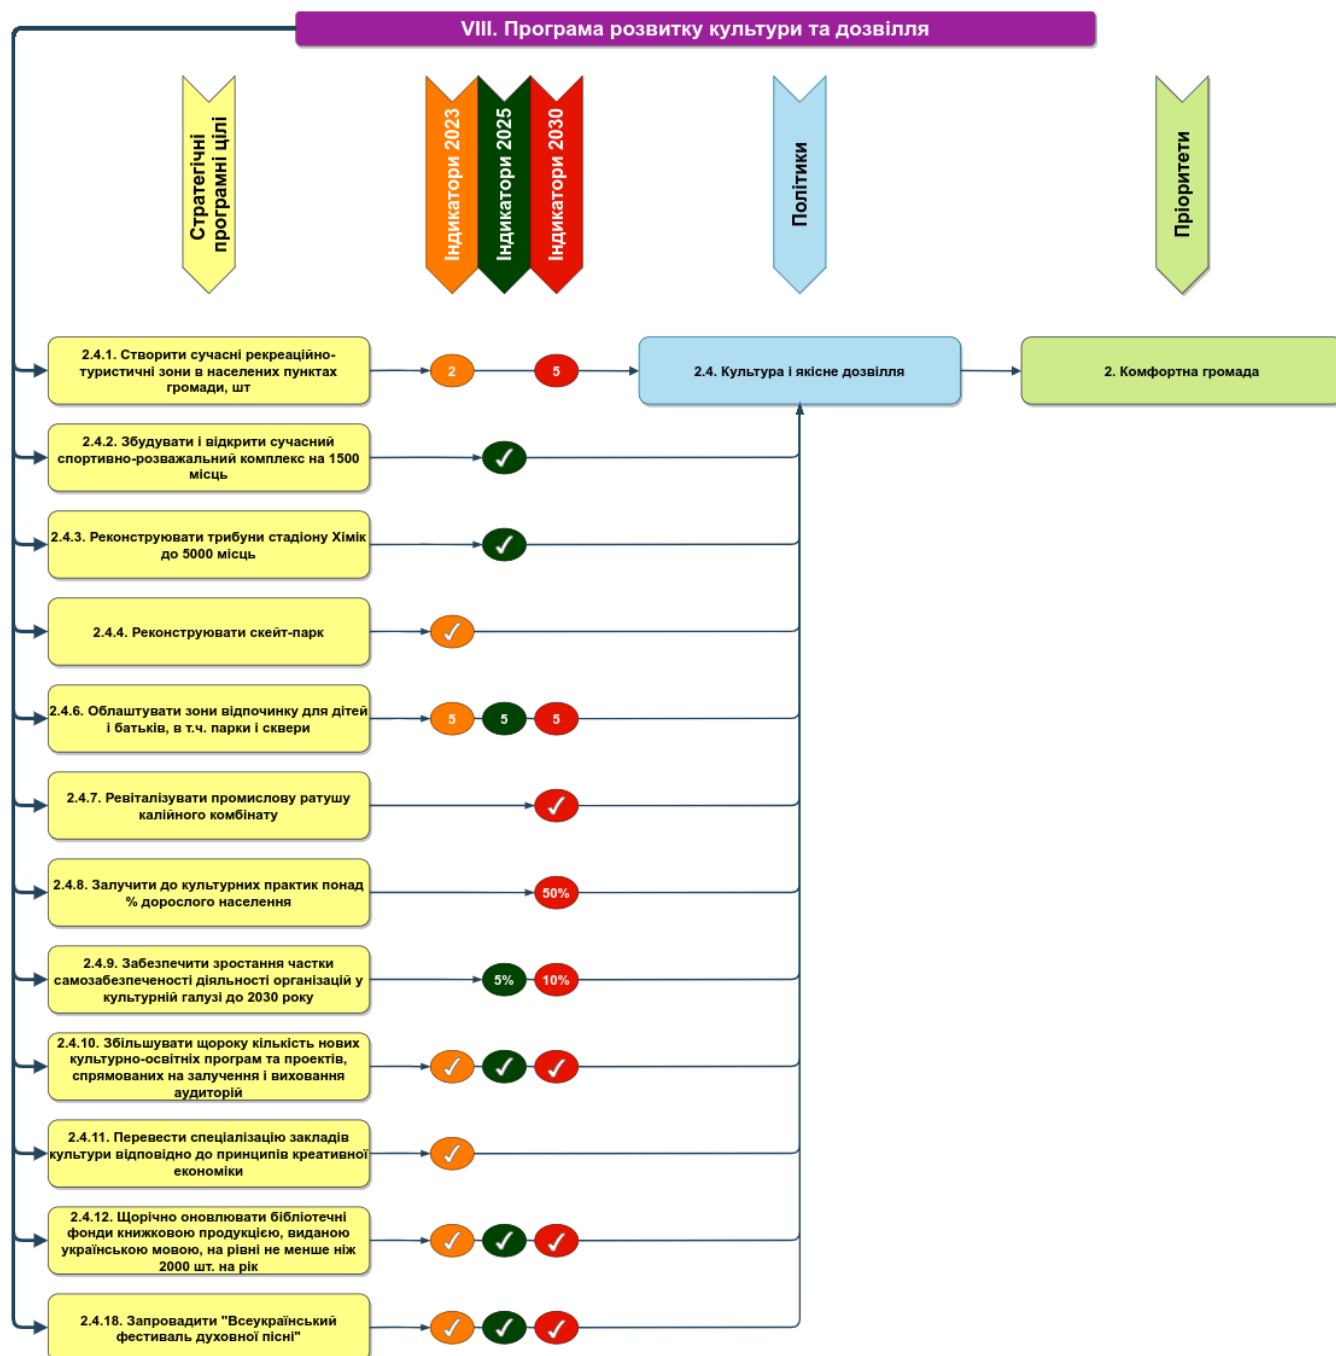 VIII. Програма розвитку культури та дозвілля
Стратегічні
програмні цілі
Індикатори 2023
Індикатори 2025
Індикатори 2030
Політики
Пріоритети
2.4.1. Створити сучасні рекреаційно-
туристичні зони в населених пунктах
громади, шт
2
5
2.4. Культура і якісне дозвілля
2. Комфортна громада
2.4.2. Збудувати і відкрити сучасний
спортивно-розважальний комплекс на 1500
місць
✓
2.4.3. Реконструювати трибуни стадіону Хімік
до 5000 місць
✓
2.4.4. Реконструювати скейт-парк
✓
2.4.6. Облаштувати зони відпочинку для дітей
і батьків, в т.ч. парки і сквери
5
5
5
2.4.7. Ревіталізувати промислову ратушу
калійного комбінату
✓
2.4.8. Залучити до культурних практик понад
% дорослого населення
50%
2.4.9. Забезпечити зростання частки
самозабезпеченості діяльності організацій у
культурній галузі до 2030 року
5%
10%
2.4.10. Збільшувати щороку кількість нових
культурно-освітніх програм та проектів,
спрямованих на залучення і виховання
аудиторій
✓
✓
✓
2.4.11. Перевести спеціалізацію закладів
культури відповідно до принципів креативної
економіки
✓
2.4.12. Щорічно оновлювати бібліотечні
фонди книжковою продукцією, виданою
українською мовою, на рівні не менше ніж
2000 шт. на рік
✓
✓
✓
2.4.18. Запровадити "Всеукраїнський
фестиваль духовної пісні"
✓
✓
✓